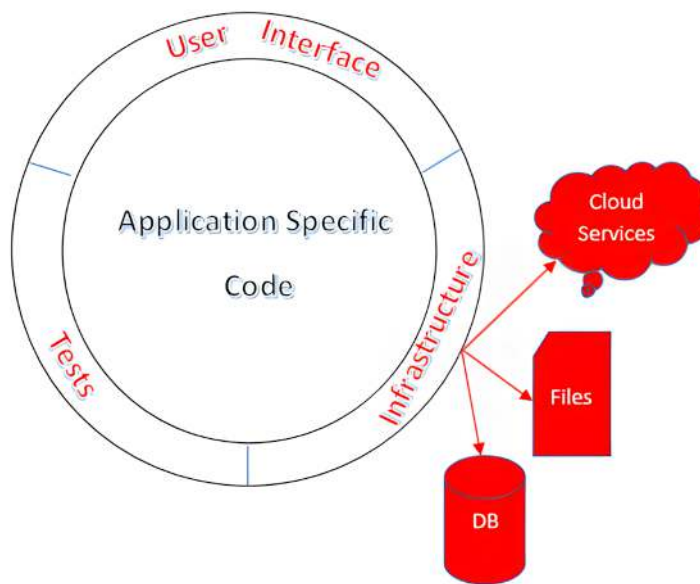 User Interface
Application Specific
Code
Tests
Infrastructure
Cloud
Services
Files
DB